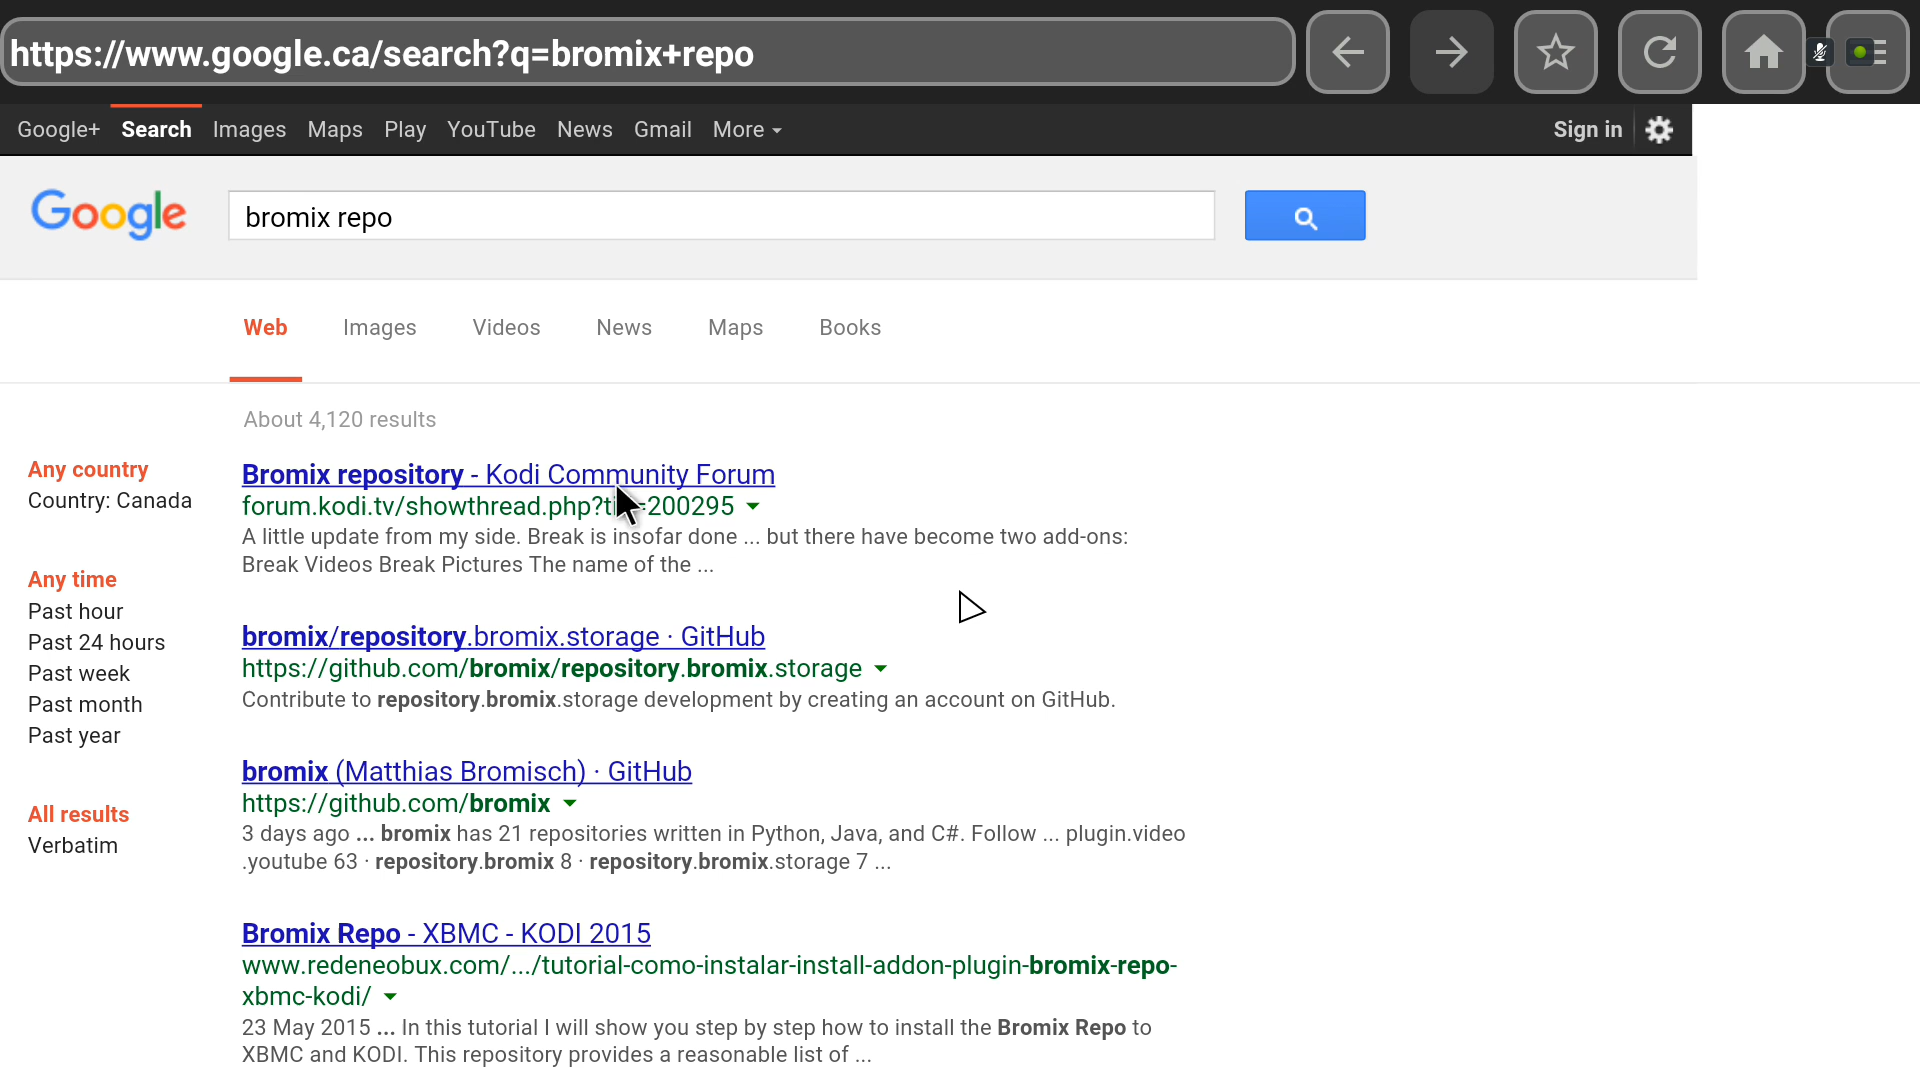 https://www.google.ca/search?q=bromix+repo
Google+ Search Images Maps Play YouTube News Gmail More Sign in
Google bromix repo
Web Images Videos News Maps Books
About 4,120 results
Any country
Country: Canada
Any time
Past hour
Past 24 hours
Past week
Past month
Past year
All results
Verbatim
Bromix repository - Kodi Community Forum
forum.kodi.tv/showthread.php?t 200295
A little update from my side. Break is insofar done ... but there have become two add-ons:
Break Videos Break Pictures The name of the ...
bromix/repository.bromix.storage · GitHub
https://github.com/bromix/repository.bromix.storage
Contribute to repository.bromix.storage development by creating an account on GitHub.
bromix (Matthias Bromisch) · GitHub
https://github.com/bromix
3 days ago ... bromix has 21 repositories written in Python, Java, and C#. Follow ... plugin.video
.youtube 63 · repository.bromix 8 · repository.bromix.storage 7 ...
Bromix Repo - XBMC - KODI 2015
www.redeneobux.com/.../tutorial-como-instalar-install-addon-plugin-bromix-repo-
xbmc-kodi/
23 May 2015 ... In this tutorial I will show you step by step how to install the Bromix Repo to
XBMC and KODI. This repository provides a reasonable list of ...